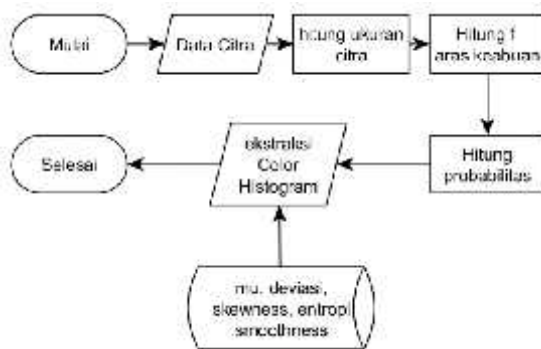 Mulai
Data Citra
hitung ukuran
citra
Hitung f
aras keabuan
Hitung
probabilitas
ekstraksi
Color
Histogram
Selesai
mu, deviasi,
skewness, entropi
smoothness